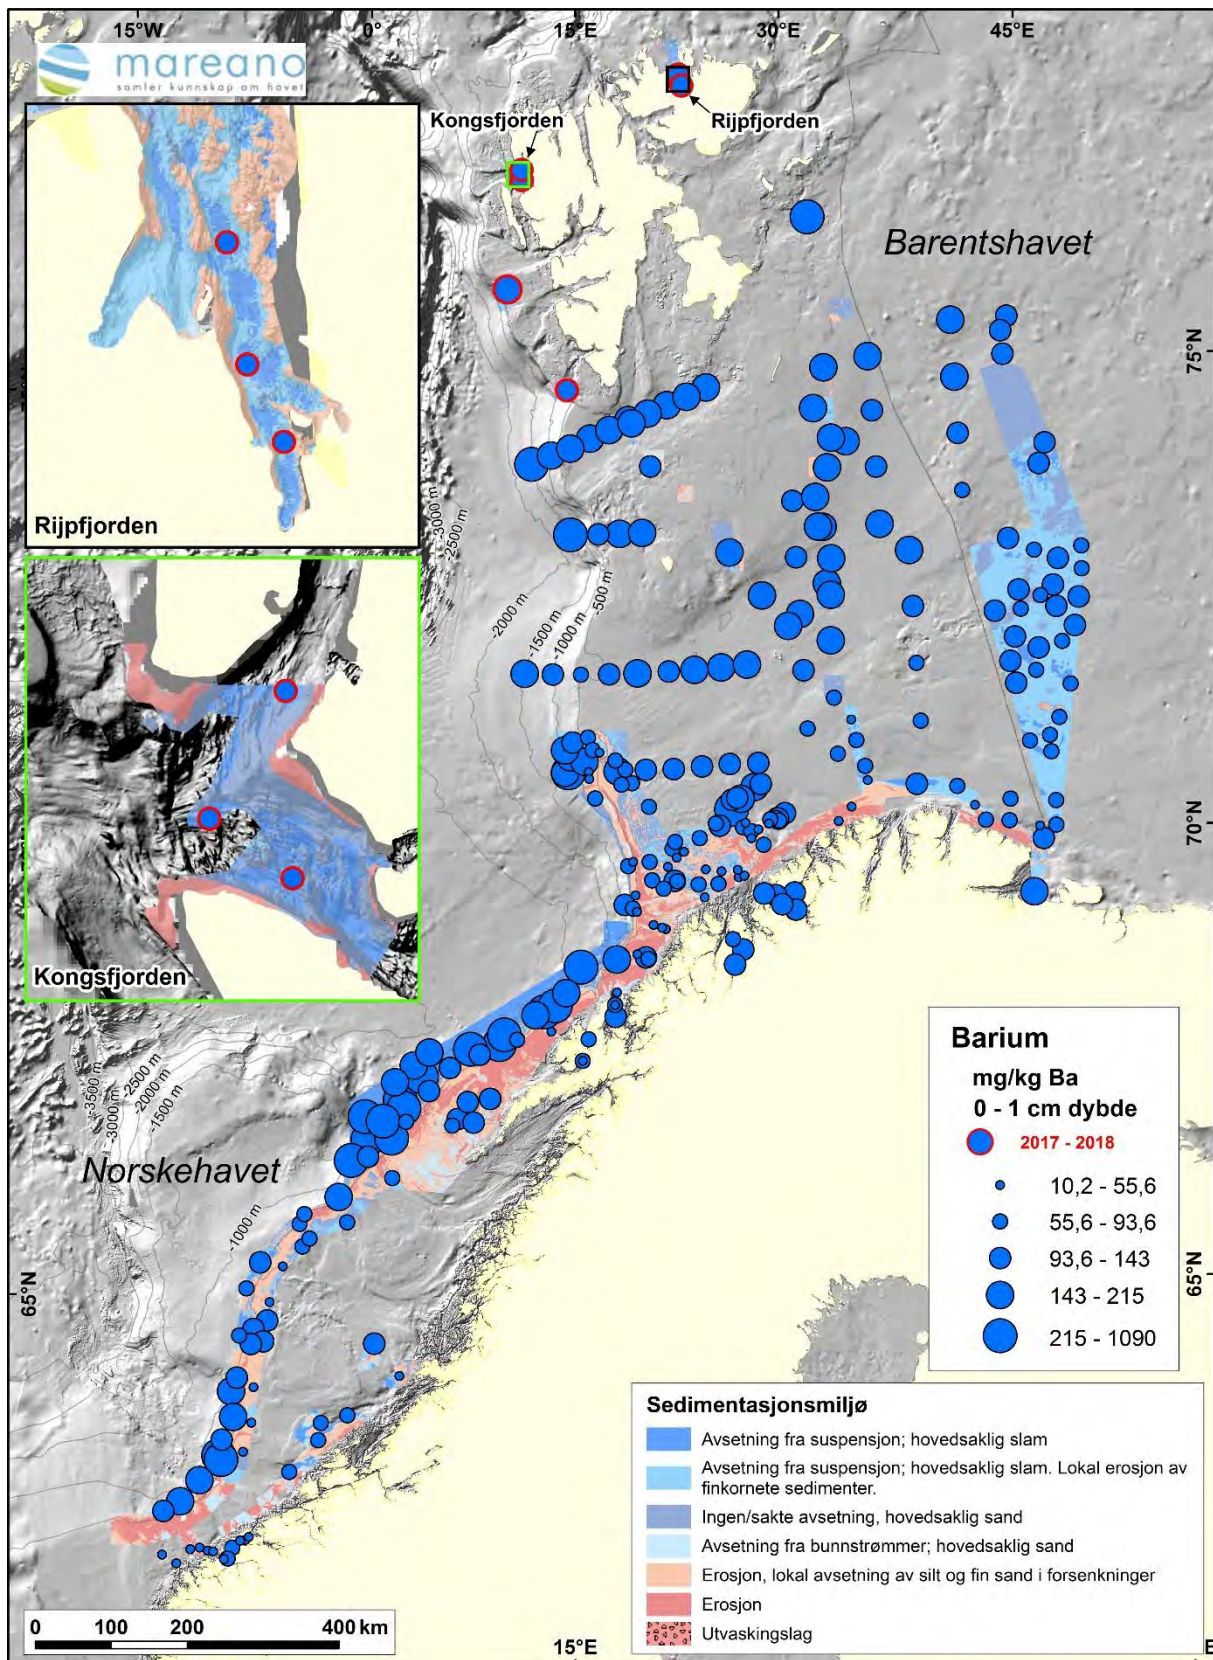 15°W
0°
15°E
30°E
45°E
mareano
samler kunnskap om havet
Kongsfjorden
Rijpfjorden
Barentshavet
75°N
Rijpfjorden
-3000 m
-2500 m
-2000 m
-1500 m
-1000 m
-500 m
70°N
Kongsfjorden
-3500 m
-3000 m
-2500 m
-2000 m
-1500 m
Norskehavet
-1000 m
65°N
65°N
Barium
mg/kg Ba
0 - 1 cm dybde
2017 - 2018
10,2 - 55,6
55,6 - 93,6
93,6 - 143
143 - 215
215 - 1090
Sedimentasjonsmiljø
Avsetning fra suspensjon; hovedsaklig slam
Avsetning fra suspensjon; hovedsaklig slam. Lokal erosjon av
finkornete sedimenter.
Ingen/sakte avsetning, hovedsaklig sand
Avsetning fra bunnstrømmer; hovedsaklig sand
Erosjon, lokal avsetning av silt og fin sand i forsenkninger
Erosjon
Utvaskingslag
0 100 200 400 km
15°E